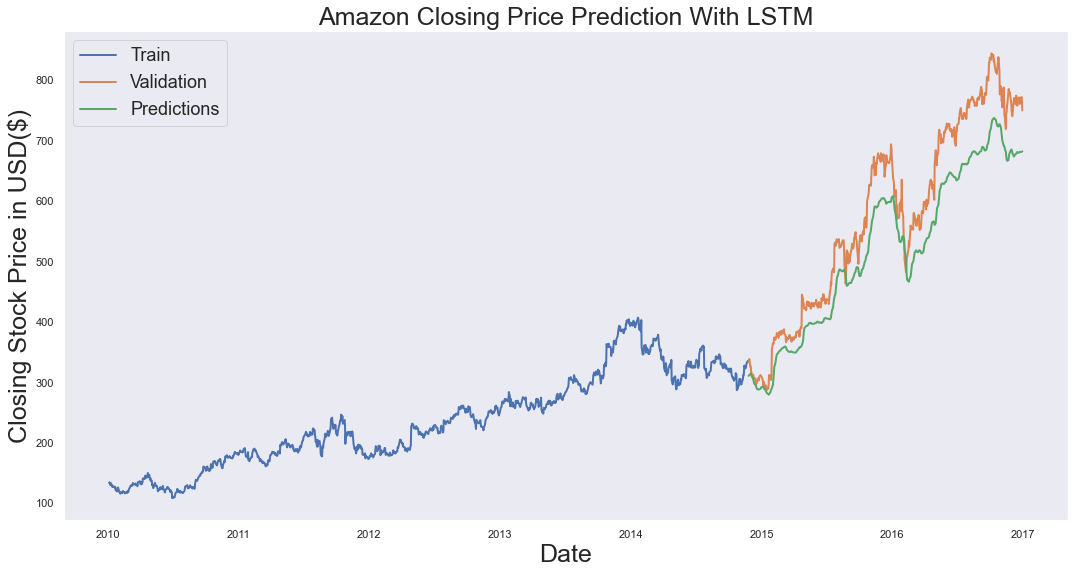 Amazon Closing Price Prediction With LSTM
Train
Validation
Predictions
Closing Stock Price in USD($)
800
700
600
500
400
300
200
100
2010 2011 2012 2013 2014 2015 2016 2017
Date